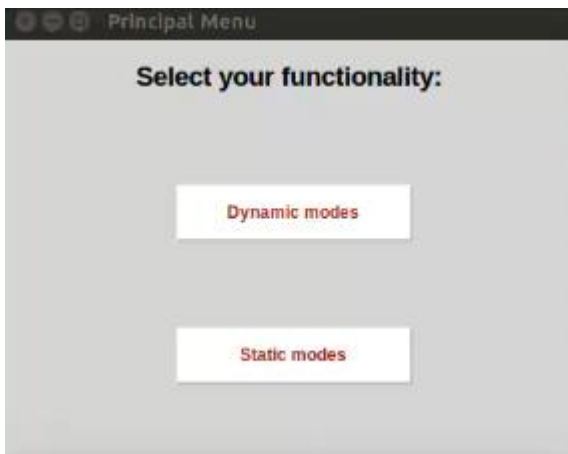 Principal Menu
Select your functionality:
Dynamic modes
Static modes